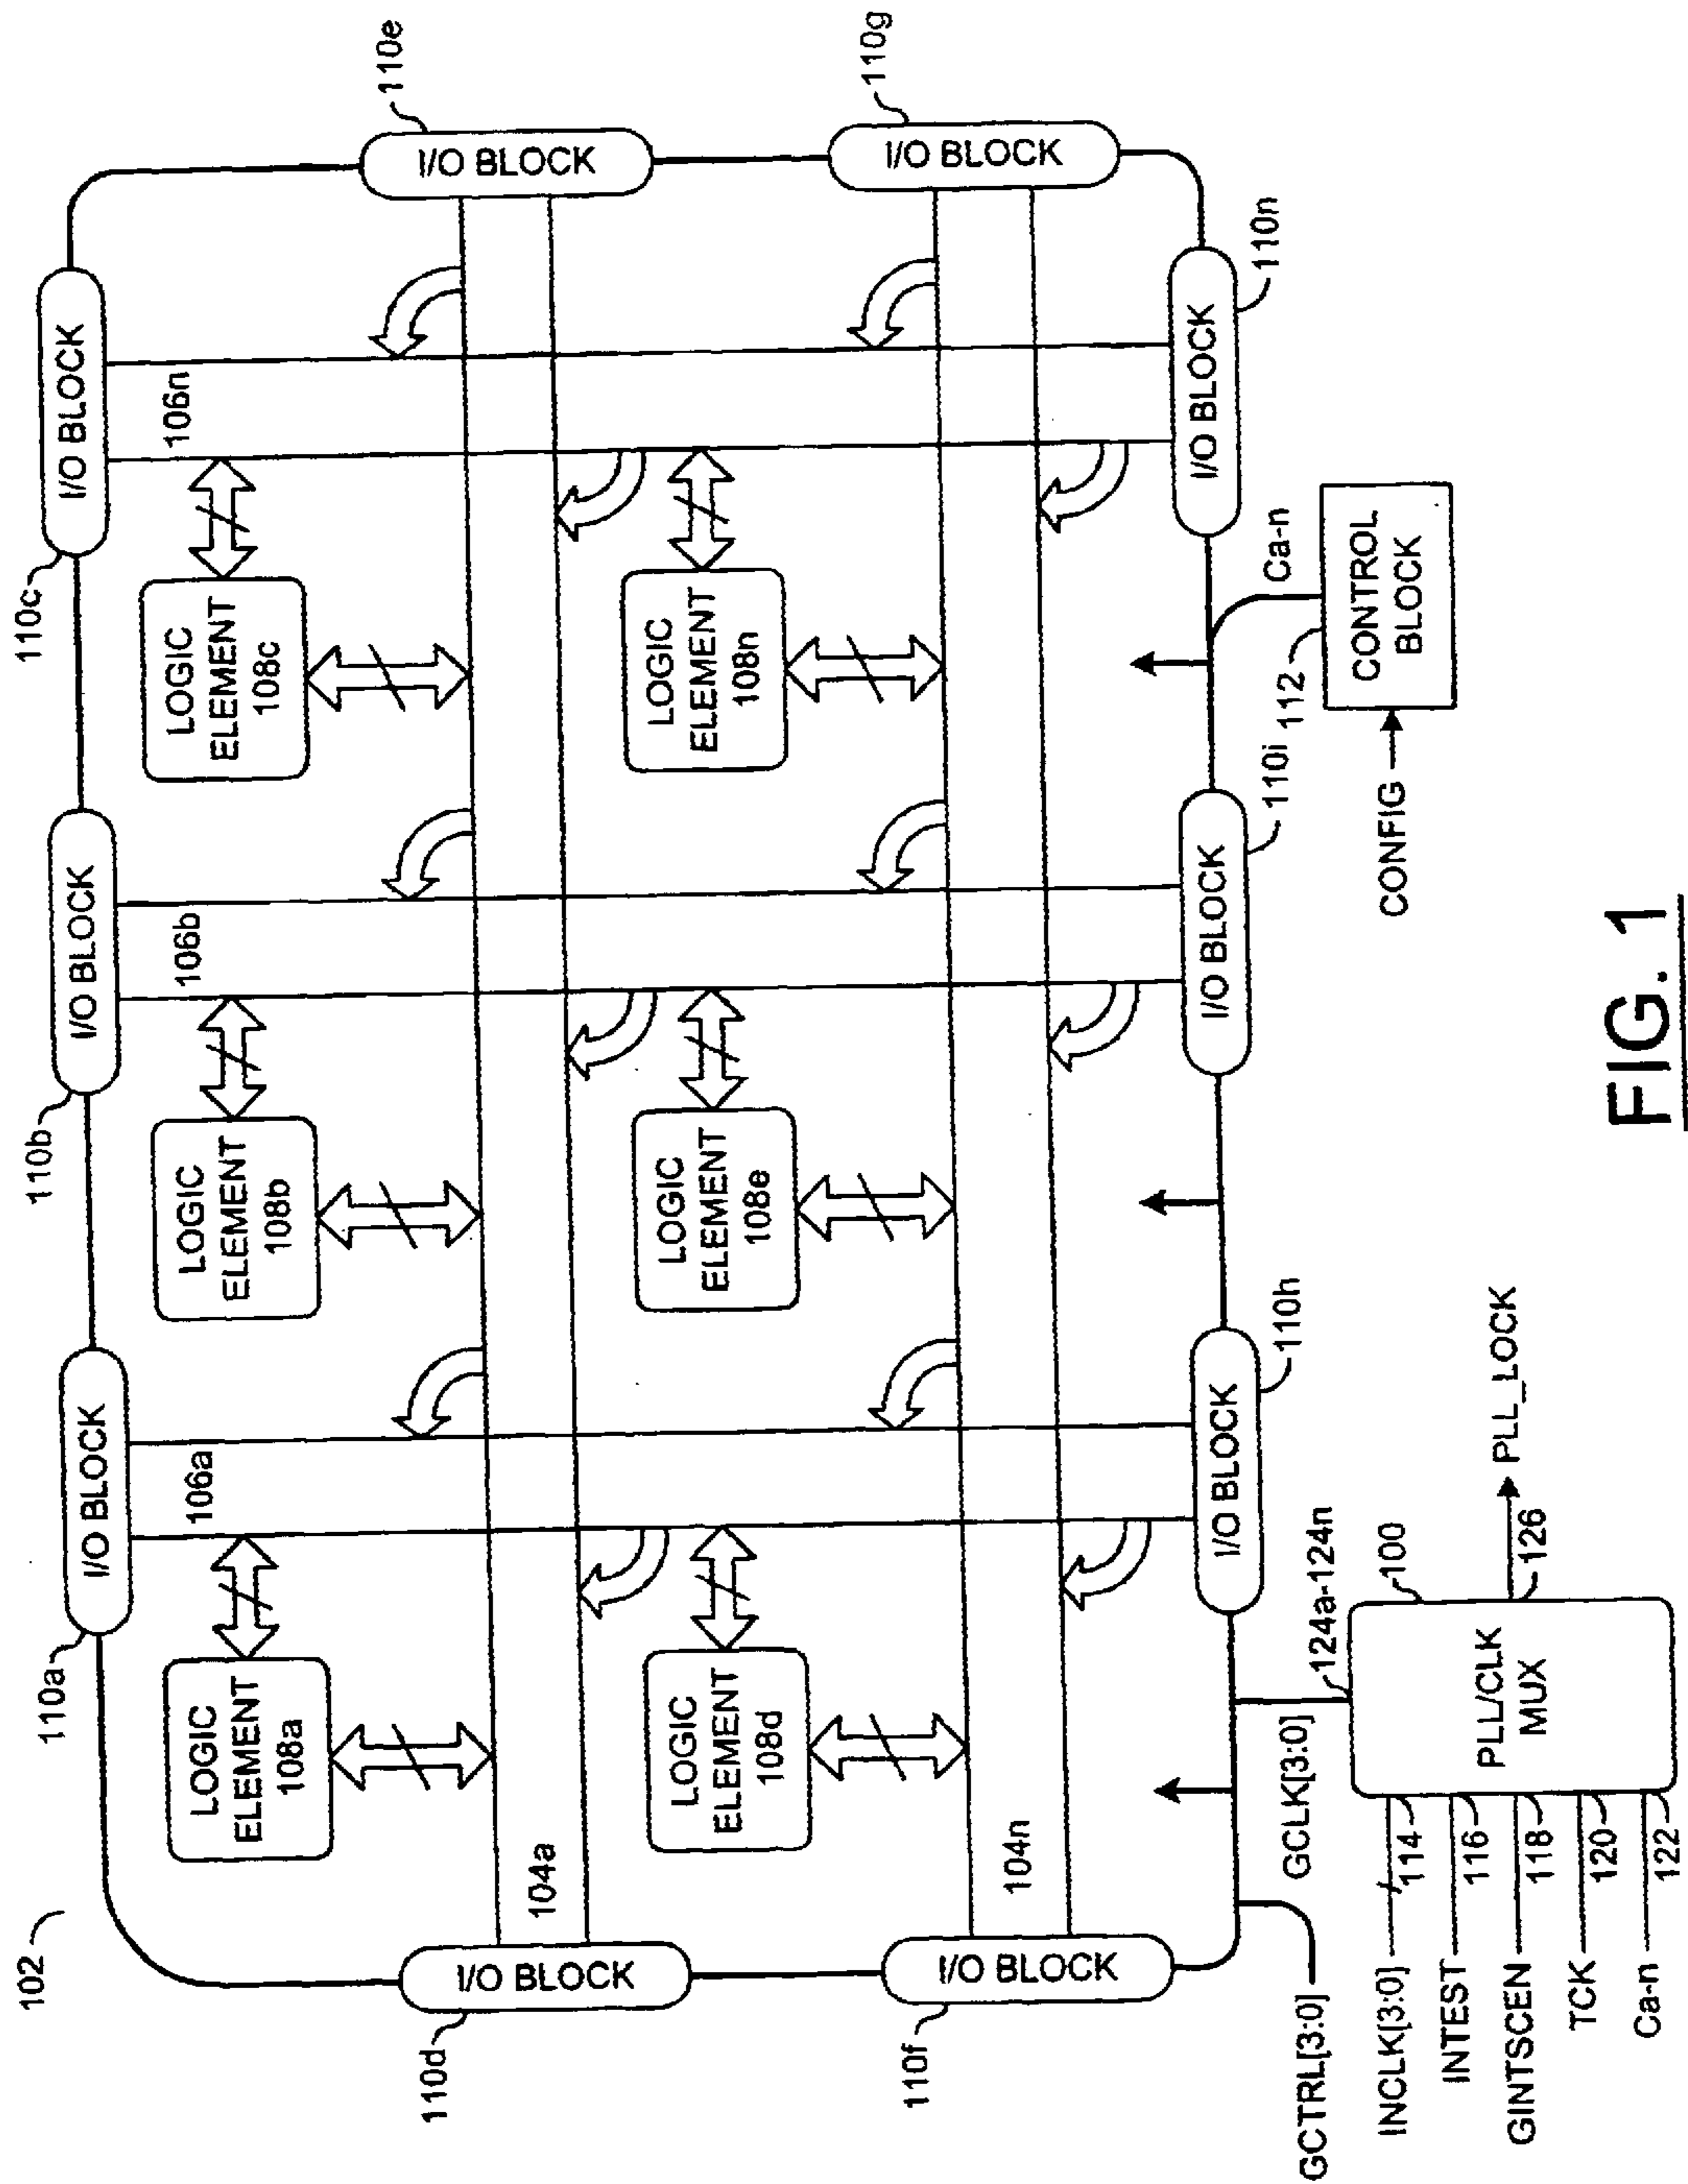 102
110a
110b
110c
I/O BLOCK
I/O BLOCK
I/O BLOCK
LOGIC
ELEMENT
108a
106a
LOGIC
ELEMENT
108b
106b
LOGIC
ELEMENT
108c
106n
110d
I/O BLOCK
104a
I/O BLOCK
110e
LOGIC
ELEMENT
108d
LOGIC
ELEMENT
108e
LOGIC
ELEMENT
108n
110f
I/O BLOCK
104n
I/O BLOCK
110g
I/O BLOCK
110h
I/O BLOCK
110i
I/O BLOCK
110n
GCTRL[3:0]
GCLK[3:0]
124a-124n
100
Ca-n
112
CONTROL
BLOCK
CONFIG
INCLK[3:0]
114
INTEST
116
GINTSCEN
118
TCK
120
Ca-n
122
PLL/CLK
MUX
126
PLL_LOCK
FIG. 1